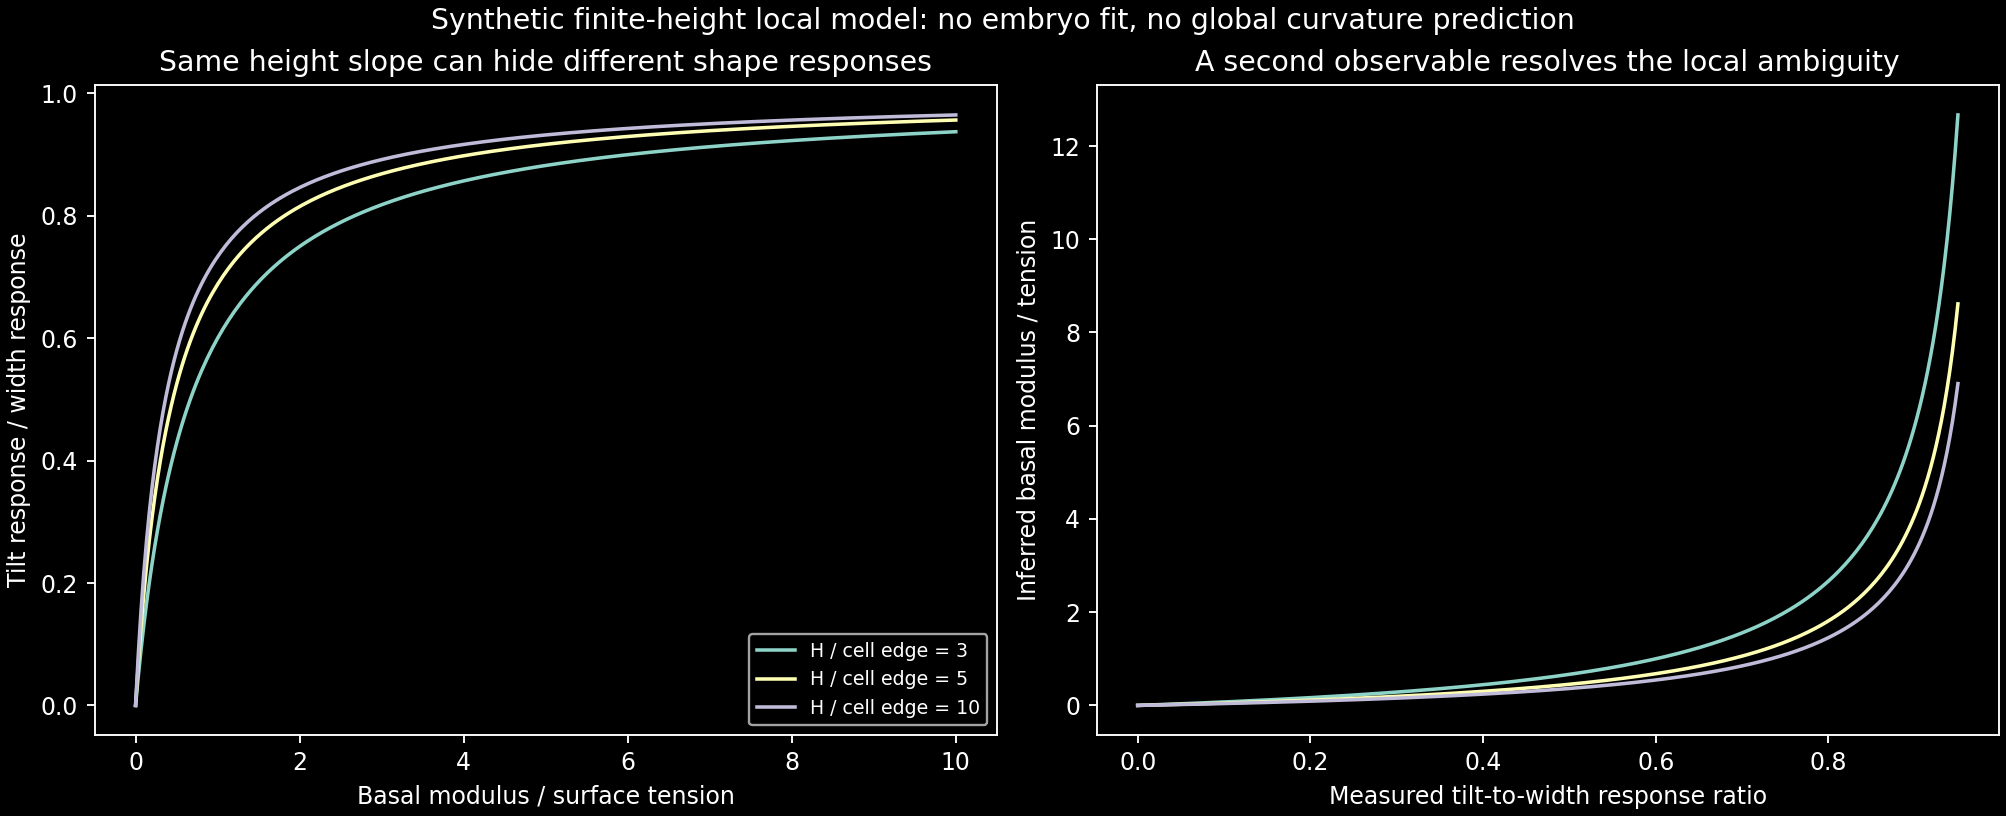 Synthetic finite-height local model: no embryo fit, no global curvature prediction
Same height slope can hide different shape responses
Tilt response / width response
1.0
0.8
0.6
0.4
0.2
0.0
0
2
4
6
8
10
Basal modulus / surface tension
H / cell edge = 3
H / cell edge = 5
H / cell edge = 10
A second observable resolves the local ambiguity
Inferred basal modulus / tension
12
10
8
6
4
2
0
0.0
0.2
0.4
0.6
0.8
Measured tilt-to-width response ratio